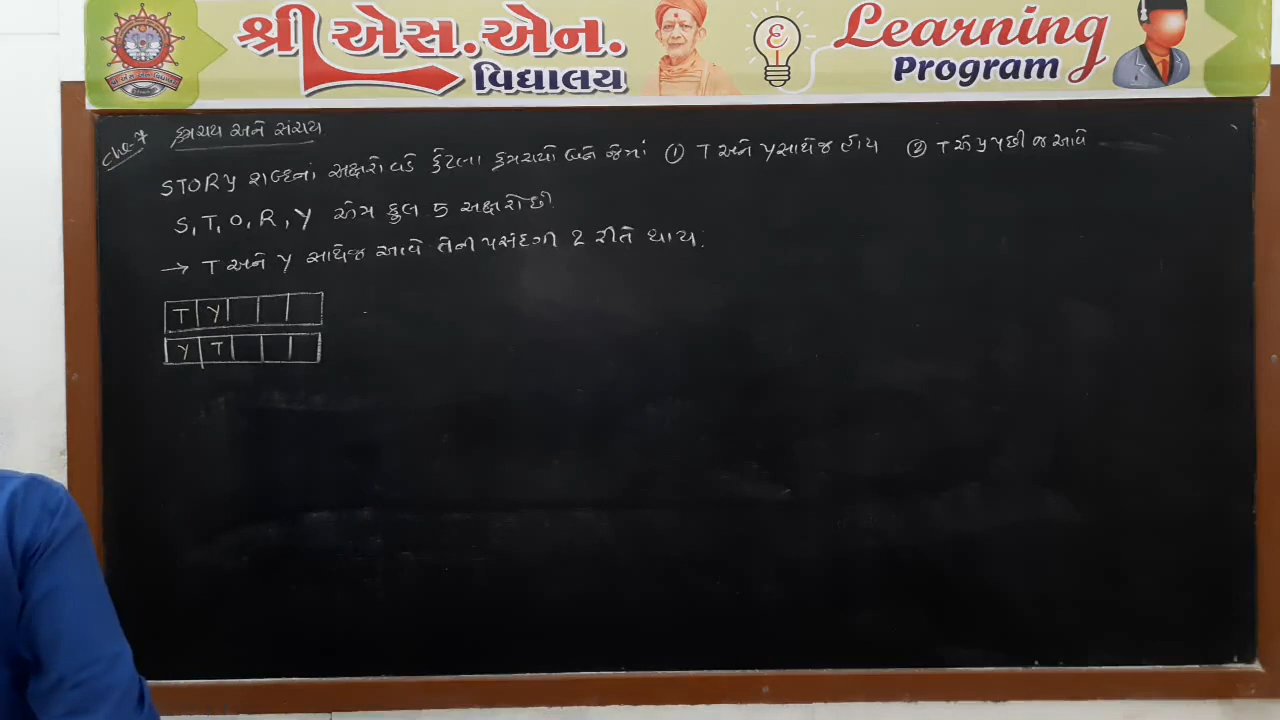 શ્રી એસ.એન.
વિદ્યાલય
Learning
Program
Ch-7 ક્રમચય અને સંચય
STORY શબ્દનાં અક્ષરો વડે કેટલા ક્રમચયો બને જેમાં ① T અને Y સાથે જ હોય ② T એ Y પછી જ આવે
S, T, O, R, Y એમ કુલ 5 અક્ષરો છે
→ T અને Y સાથે જ આવે તેની પસંદગી 2 રીતે થાય.
T Y
Y T